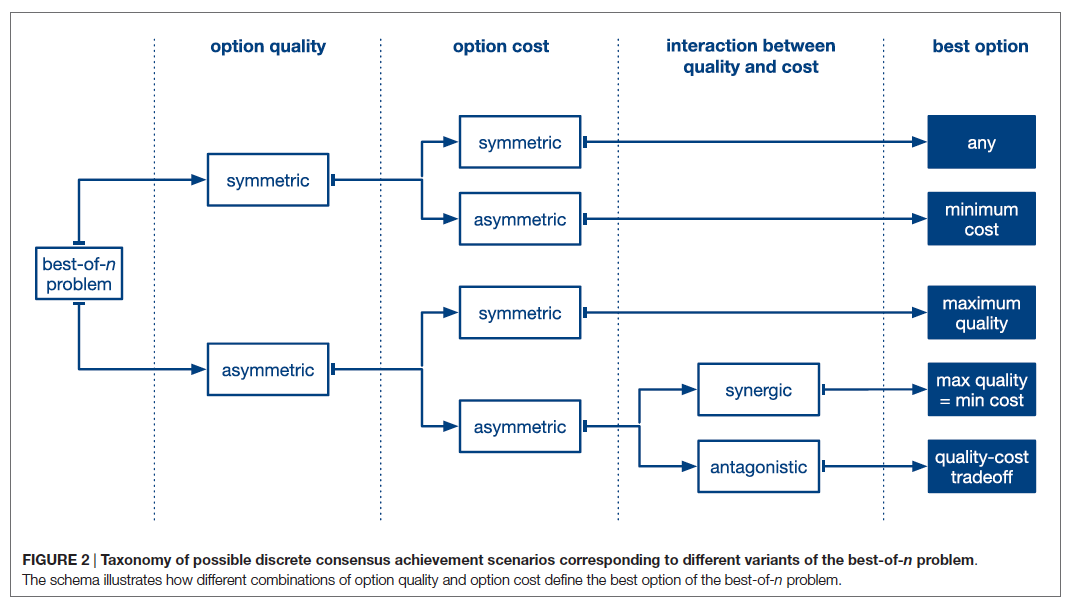 option quality
option cost
interaction between
quality and cost
best option
best-of-n
problem
symmetric
symmetric
any
asymmetric
minimum
cost
asymmetric
symmetric
maximum
quality
asymmetric
synergic
max quality
= min cost
antagonistic
quality-cost
tradeoff
FIGURE 2 | Taxonomy of possible discrete consensus achievement scenarios corresponding to different variants of the best-of-n problem.
The schema illustrates how different combinations of option quality and option cost define the best option of the best-of-n problem.